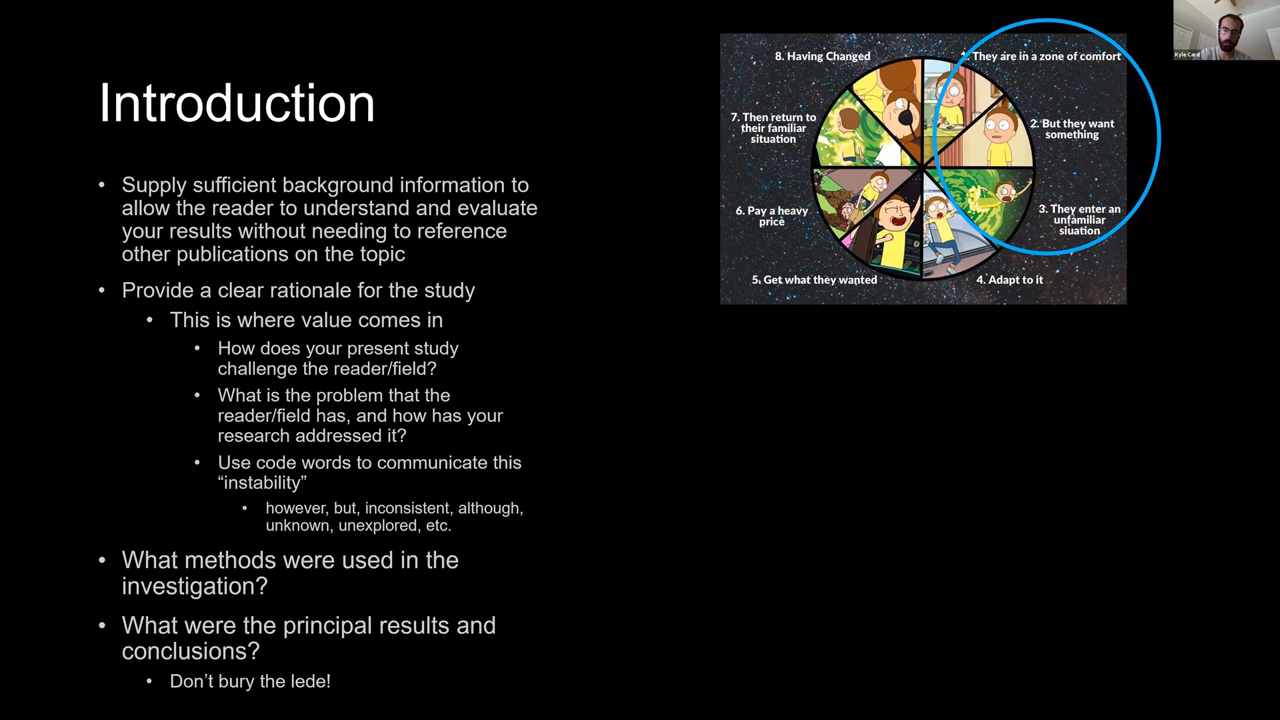 Introduction
• Supply sufficient background information to
allow the reader to understand and evaluate
your results without needing to reference
other publications on the topic
• Provide a clear rationale for the study
• This is where value comes in
• How does your present study
challenge the reader/field?
• What is the problem that the
reader/field has, and how has your
research addressed it?
• Use code words to communicate this
“instability”
• however, but, inconsistent, although,
unknown, unexplored, etc.
• What methods were used in the
investigation?
• What were the principal results and
conclusions?
• Don’t bury the lede!
8. Having Changed
1. They are in a zone of comfort
7. Then return to
their familiar
situation
2. But they want
something
6. Pay a heavy
price
3. They enter an
unfamiliar
siuation
5. Get what they wanted
4. Adapt to it
Kyle Card